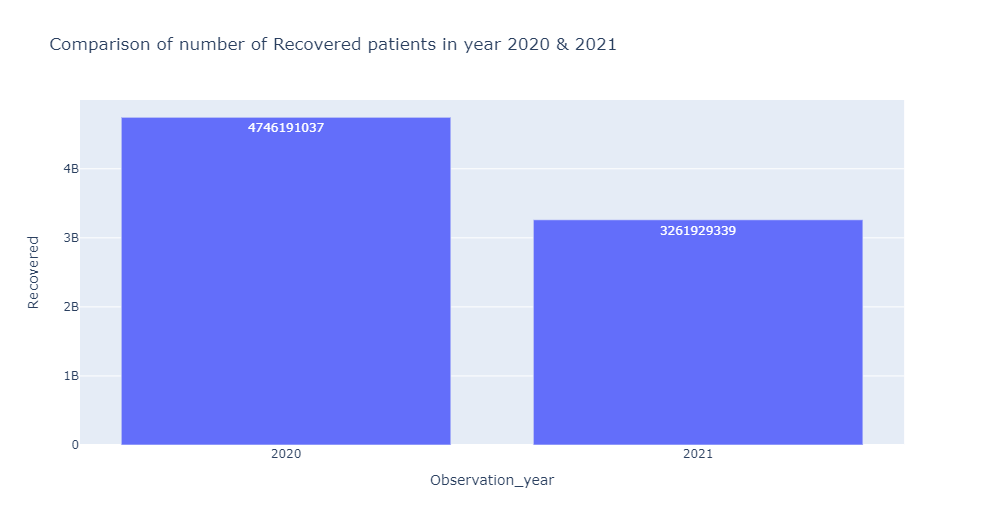 Comparison of number of Recovered patients in year 2020 & 2021
4746191037
3261929339
4B
3B
2B
1B
0
Recovered
2020
2021
Observation_year